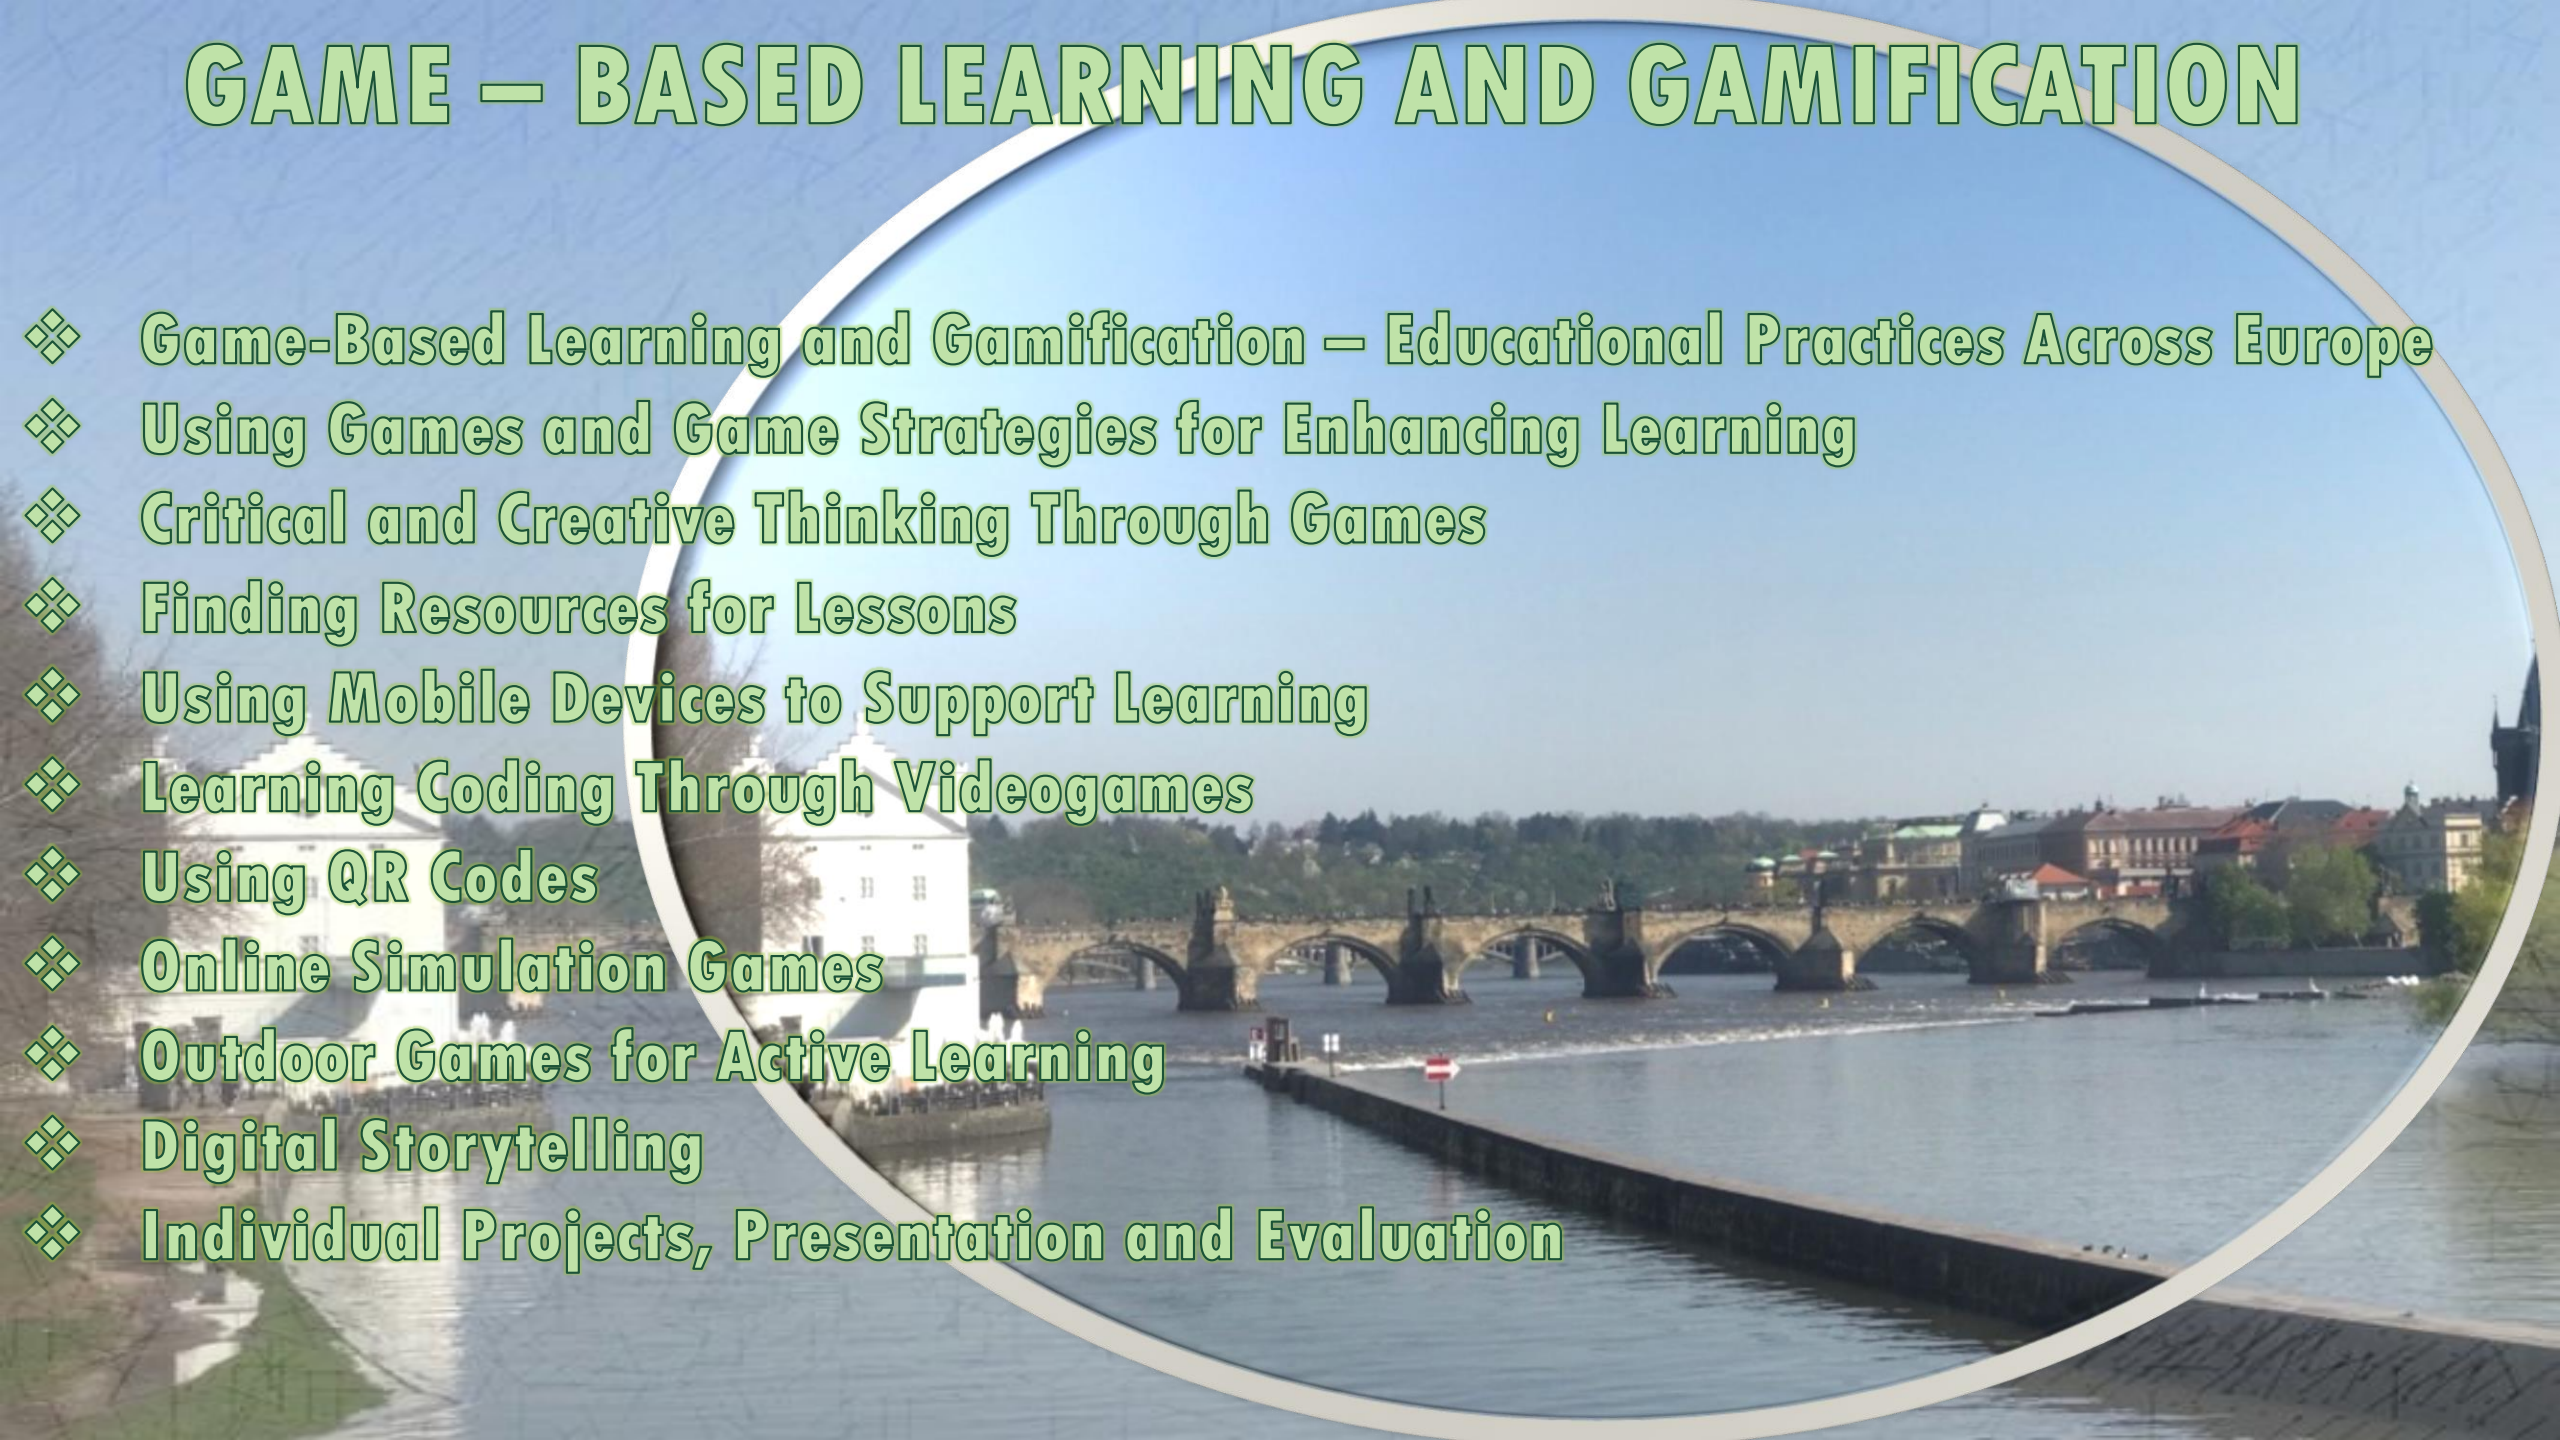 GAME – BASED LEARNING AND GAMIFICATION
❖ Game-Based Learning and Gamification – Educational Practices Across Europe
❖ Using Games and Game Strategies for Enhancing Learning
❖ Critical and Creative Thinking Through Games
❖ Finding Resources for Lessons
❖ Using Mobile Devices to Support Learning
❖ Learning Coding Through Videogames
❖ Using QR Codes
❖ Online Simulation Games
❖ Outdoor Games for Active Learning
❖ Digital Storytelling
❖ Individual Projects, Presentation and Evaluation